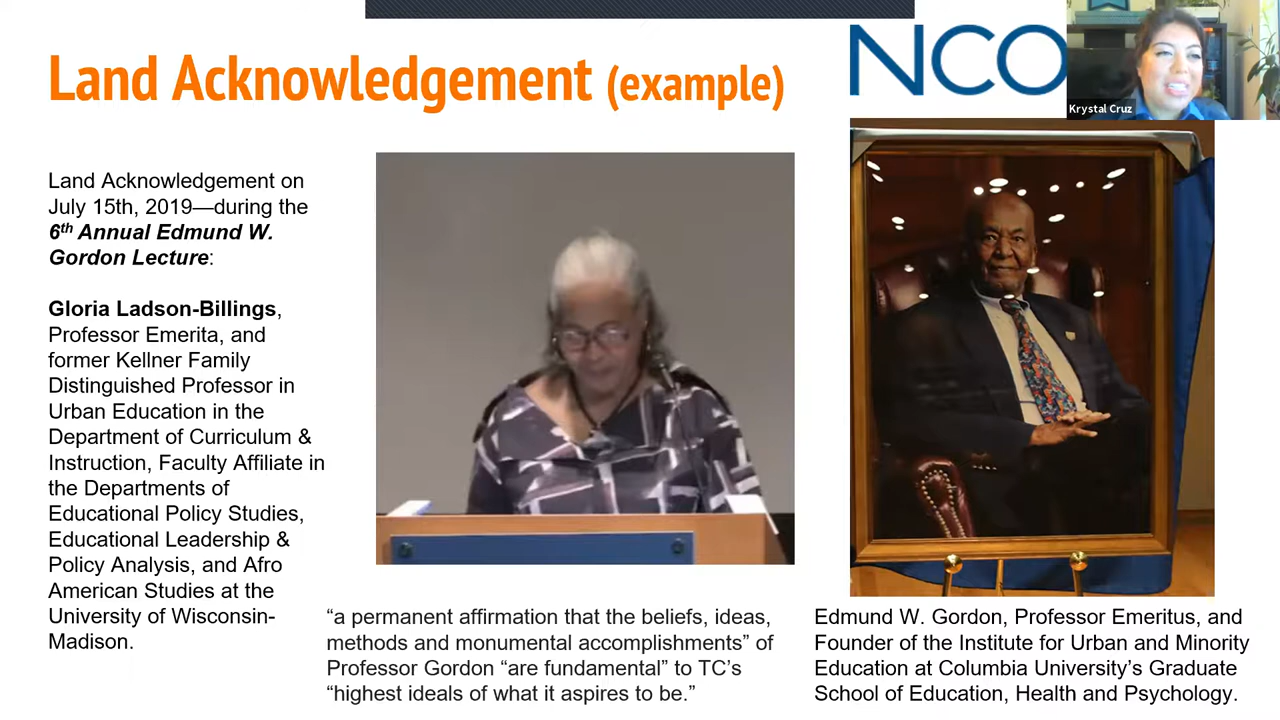 Land Acknowledgement (example)
NCO
Krystal Cruz
Land Acknowledgement on
July 15th, 2019—during the
6th Annual Edmund W.
Gordon Lecture:
Gloria Ladson-Billings,
Professor Emerita, and
former Kellner Family
Distinguished Professor in
Urban Education in the
Department of Curriculum &
Instruction, Faculty Affiliate in
the Departments of
Educational Policy Studies,
Educational Leadership &
Policy Analysis, and Afro
American Studies at the
University of Wisconsin-
Madison.
“a permanent affirmation that the beliefs, ideas,
methods and monumental accomplishments” of
Professor Gordon “are fundamental” to TC’s
“highest ideals of what it aspires to be.”
Edmund W. Gordon, Professor Emeritus, and
Founder of the Institute for Urban and Minority
Education at Columbia University’s Graduate
School of Education, Health and Psychology.